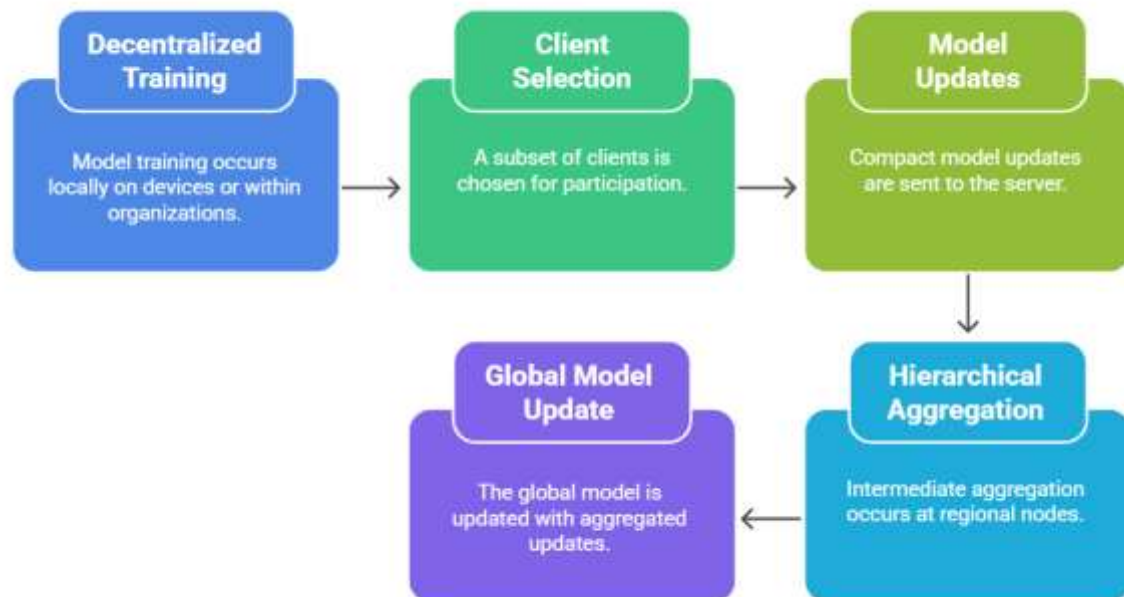 Decentralized
Training
Model training occurs
locally on devices or within
organizations.
Client
Selection
A subset of clients is
chosen for participation.
Model
Updates
Compact model updates
are sent to the server.
Hierarchical
Aggregation
Intermediate aggregation
occurs at regional nodes.
Global Model
Update
The global model is
updated with aggregated
updates.